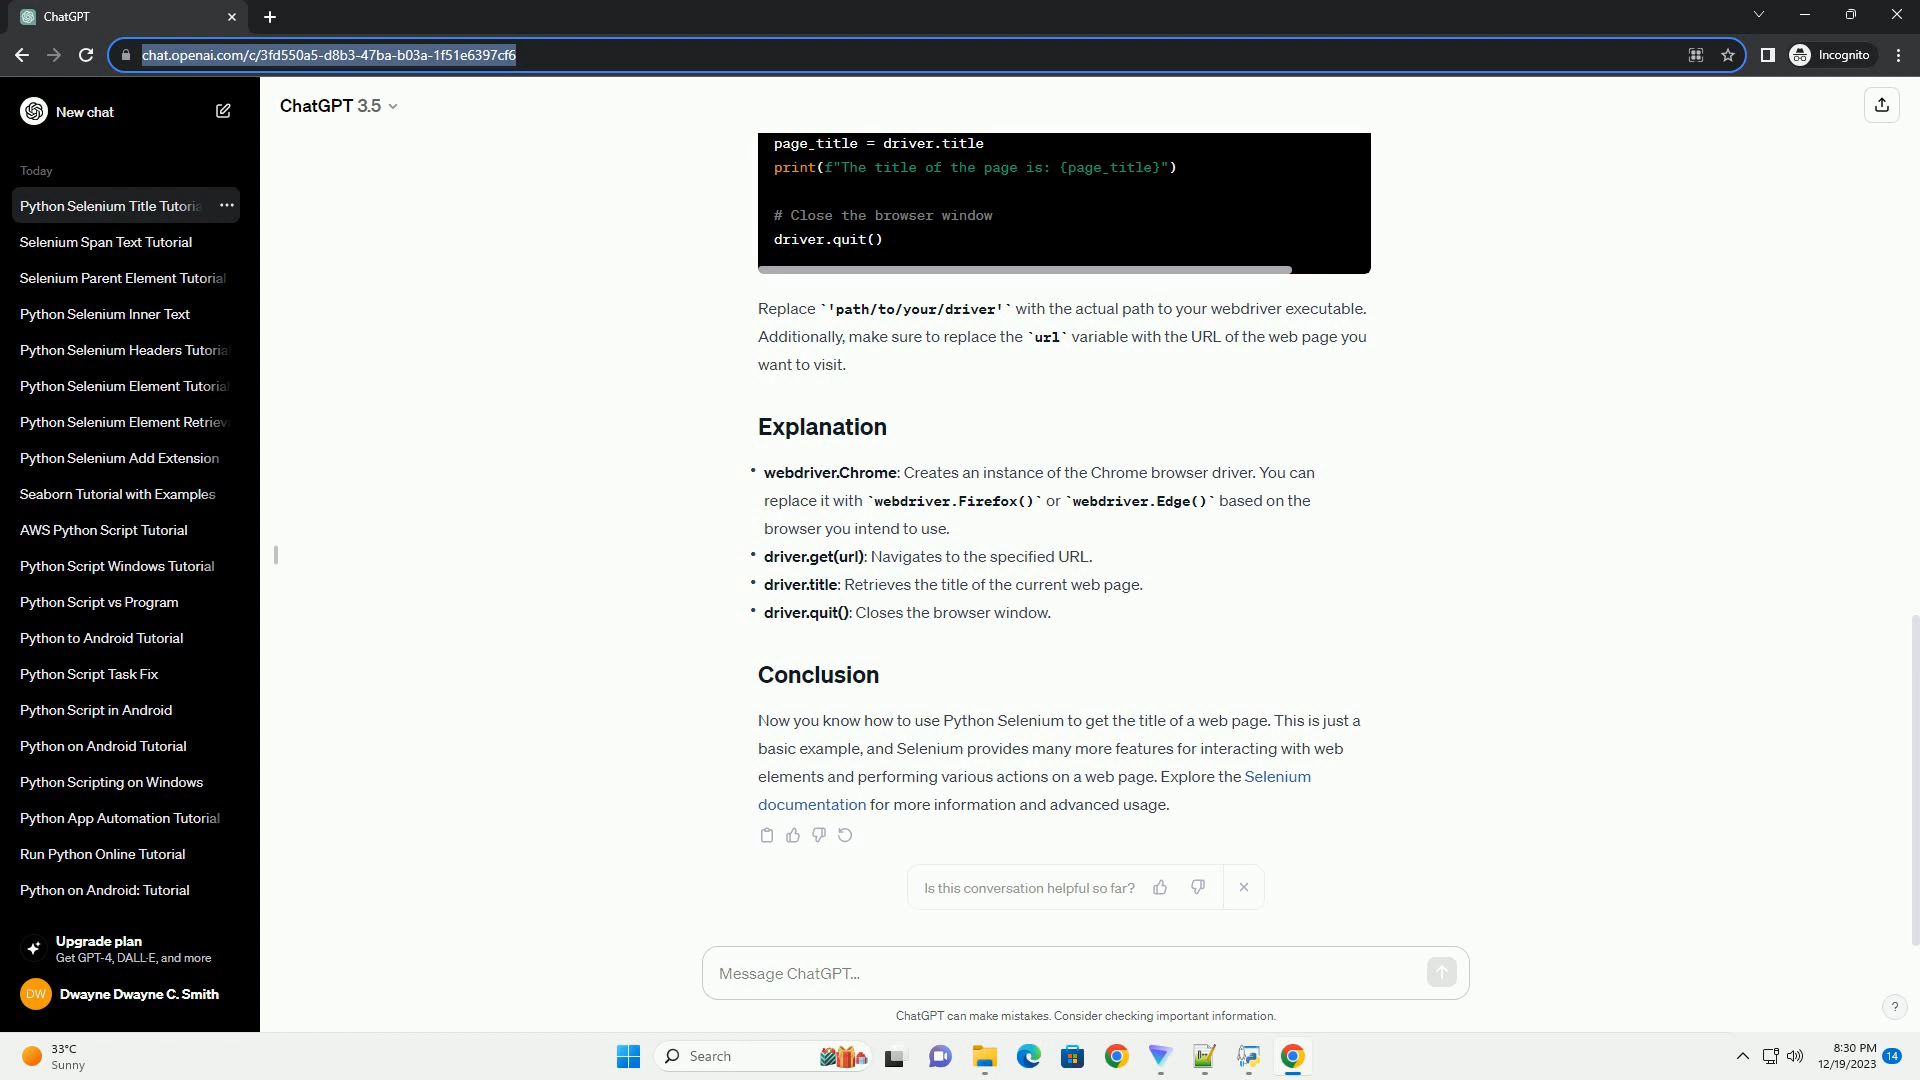 ChatGPT
chat.openai.com/c/3fd550a5-d8b3-47ba-b03a-1f51e6397cf6
Incognito
New chat
Today
Python Selenium Title Tutoria
Selenium Span Text Tutorial
Selenium Parent Element Tutorial
Python Selenium Inner Text
Python Selenium Headers Tutorial
Python Selenium Element Tutorial
Python Selenium Element Retriev
Python Selenium Add Extension
Seaborn Tutorial with Examples
AWS Python Script Tutorial
Python Script Windows Tutorial
Python Script vs Program
Python to Android Tutorial
Python Script Task Fix
Python Script in Android
Python on Android Tutorial
Python Scripting on Windows
Python App Automation Tutorial
Run Python Online Tutorial
Python on Android: Tutorial
Upgrade plan
Get GPT-4, DALL·E, and more
DW
Dwayne Dwayne C. Smith
ChatGPT 3.5
page_title = driver.title
print(f"The title of the page is: {page_title}")
# Close the browser window
driver.quit()
Replace `'path/to/your/driver'` with the actual path to your webdriver executable.
Additionally, make sure to replace the `url` variable with the URL of the web page you
want to visit.
Explanation
• webdriver.Chrome: Creates an instance of the Chrome browser driver. You can
replace it with `webdriver.Firefox()` or `webdriver.Edge()` based on the
browser you intend to use.
• driver.get(url): Navigates to the specified URL.
• driver.title: Retrieves the title of the current web page.
• driver.quit(): Closes the browser window.
Conclusion
Now you know how to use Python Selenium to get the title of a web page. This is just a
basic example, and Selenium provides many more features for interacting with web
elements and performing various actions on a web page. Explore the Selenium
documentation for more information and advanced usage.
Is this conversation helpful so far?
Message ChatGPT...
ChatGPT can make mistakes. Consider checking important information.
?
33°C
Sunny
Search
8:30 PM
12/19/2023
14